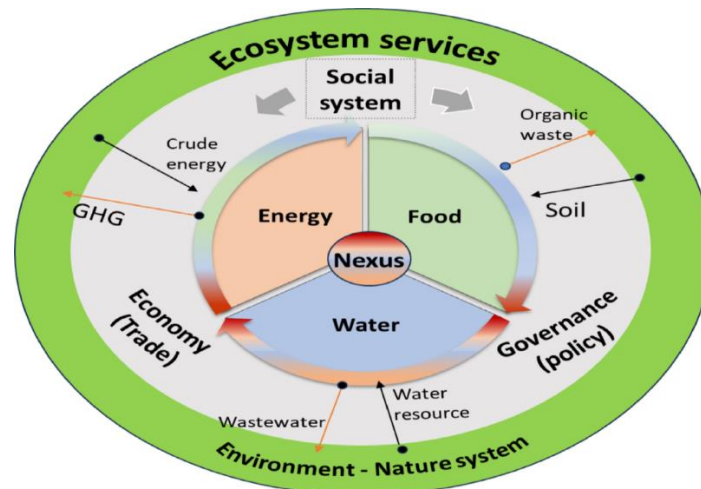 Ecosystem services
Social
system
Organic
waste
Crude
energy
GHG
Soil
Energy
Food
Nexus
Water
Economy
(Trade)
Governance
(policy)
Wastewater
Water
resource
Environment - Nature system